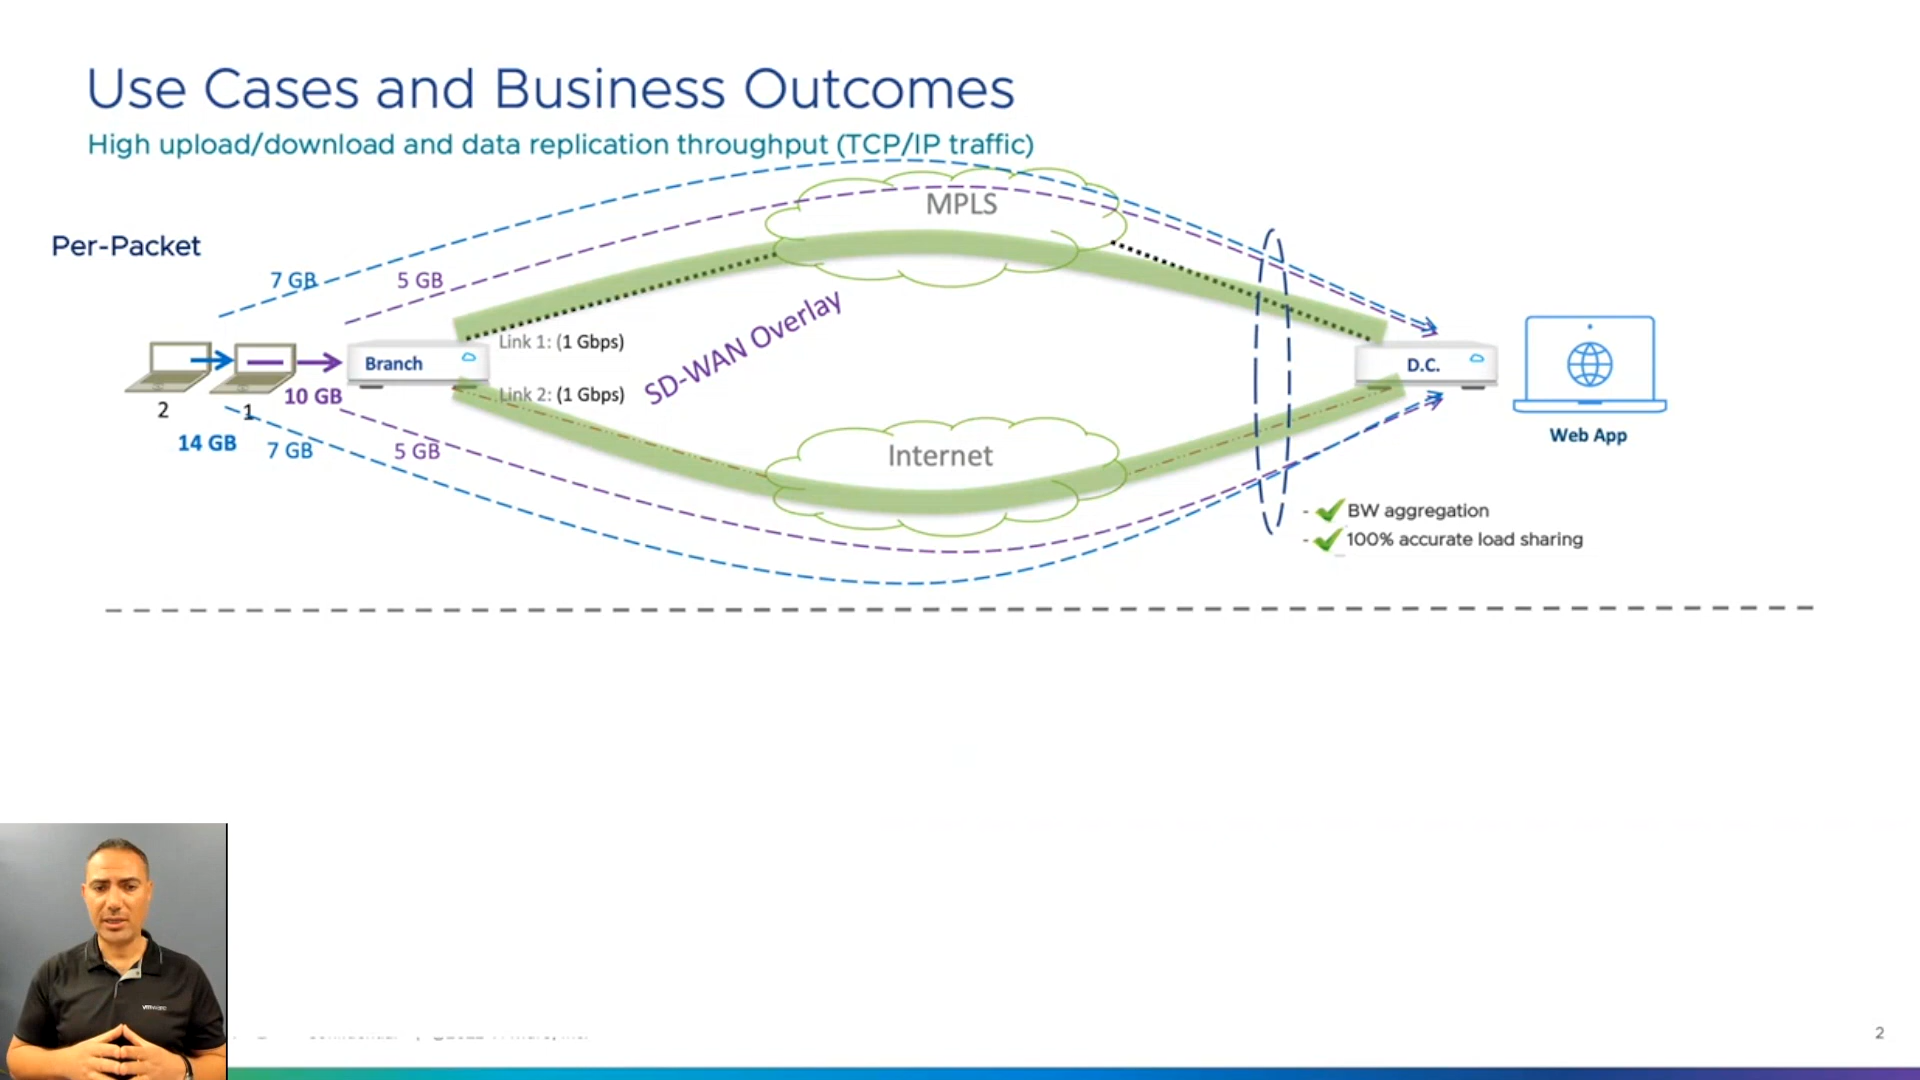 Use Cases and Business Outcomes
High upload/download and data replication throughput (TCP/IP traffic)
MPLS
Per-Packet
7 GB
5 GB
Link 1: (1 Gbps)
SD-WAN Overlay
Branch
D.C.
Link 2: (1 Gbps)
10 GB
2
1
14 GB
7 GB
5 GB
Internet
Web App
- BW aggregation
- 100% accurate load sharing
vmware
2